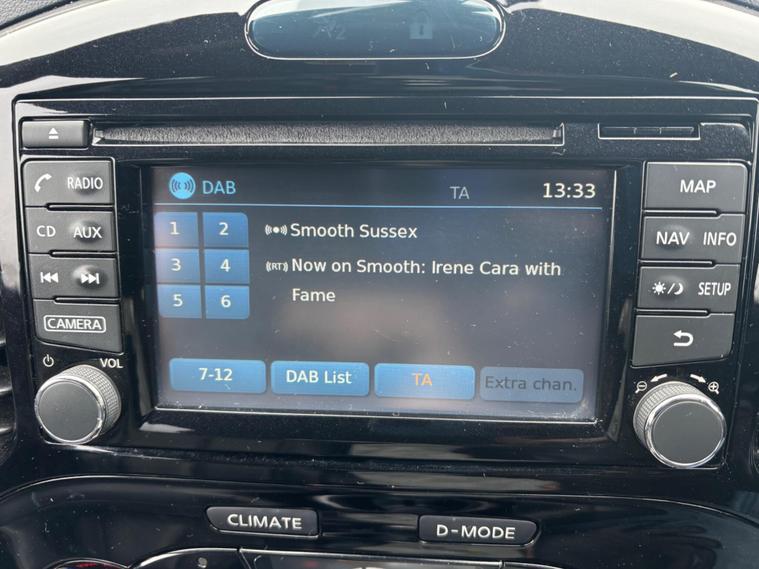 RADIO
CD AUX
CAMERA
VOL
DAB TA 13:33
1 2
3 4
5 6
Smooth Sussex
(RT) Now on Smooth: Irene Cara with
Fame
7-12 DAB List TA Extra chan.
MAP
NAV INFO
SETUP
CLIMATE D-MODE